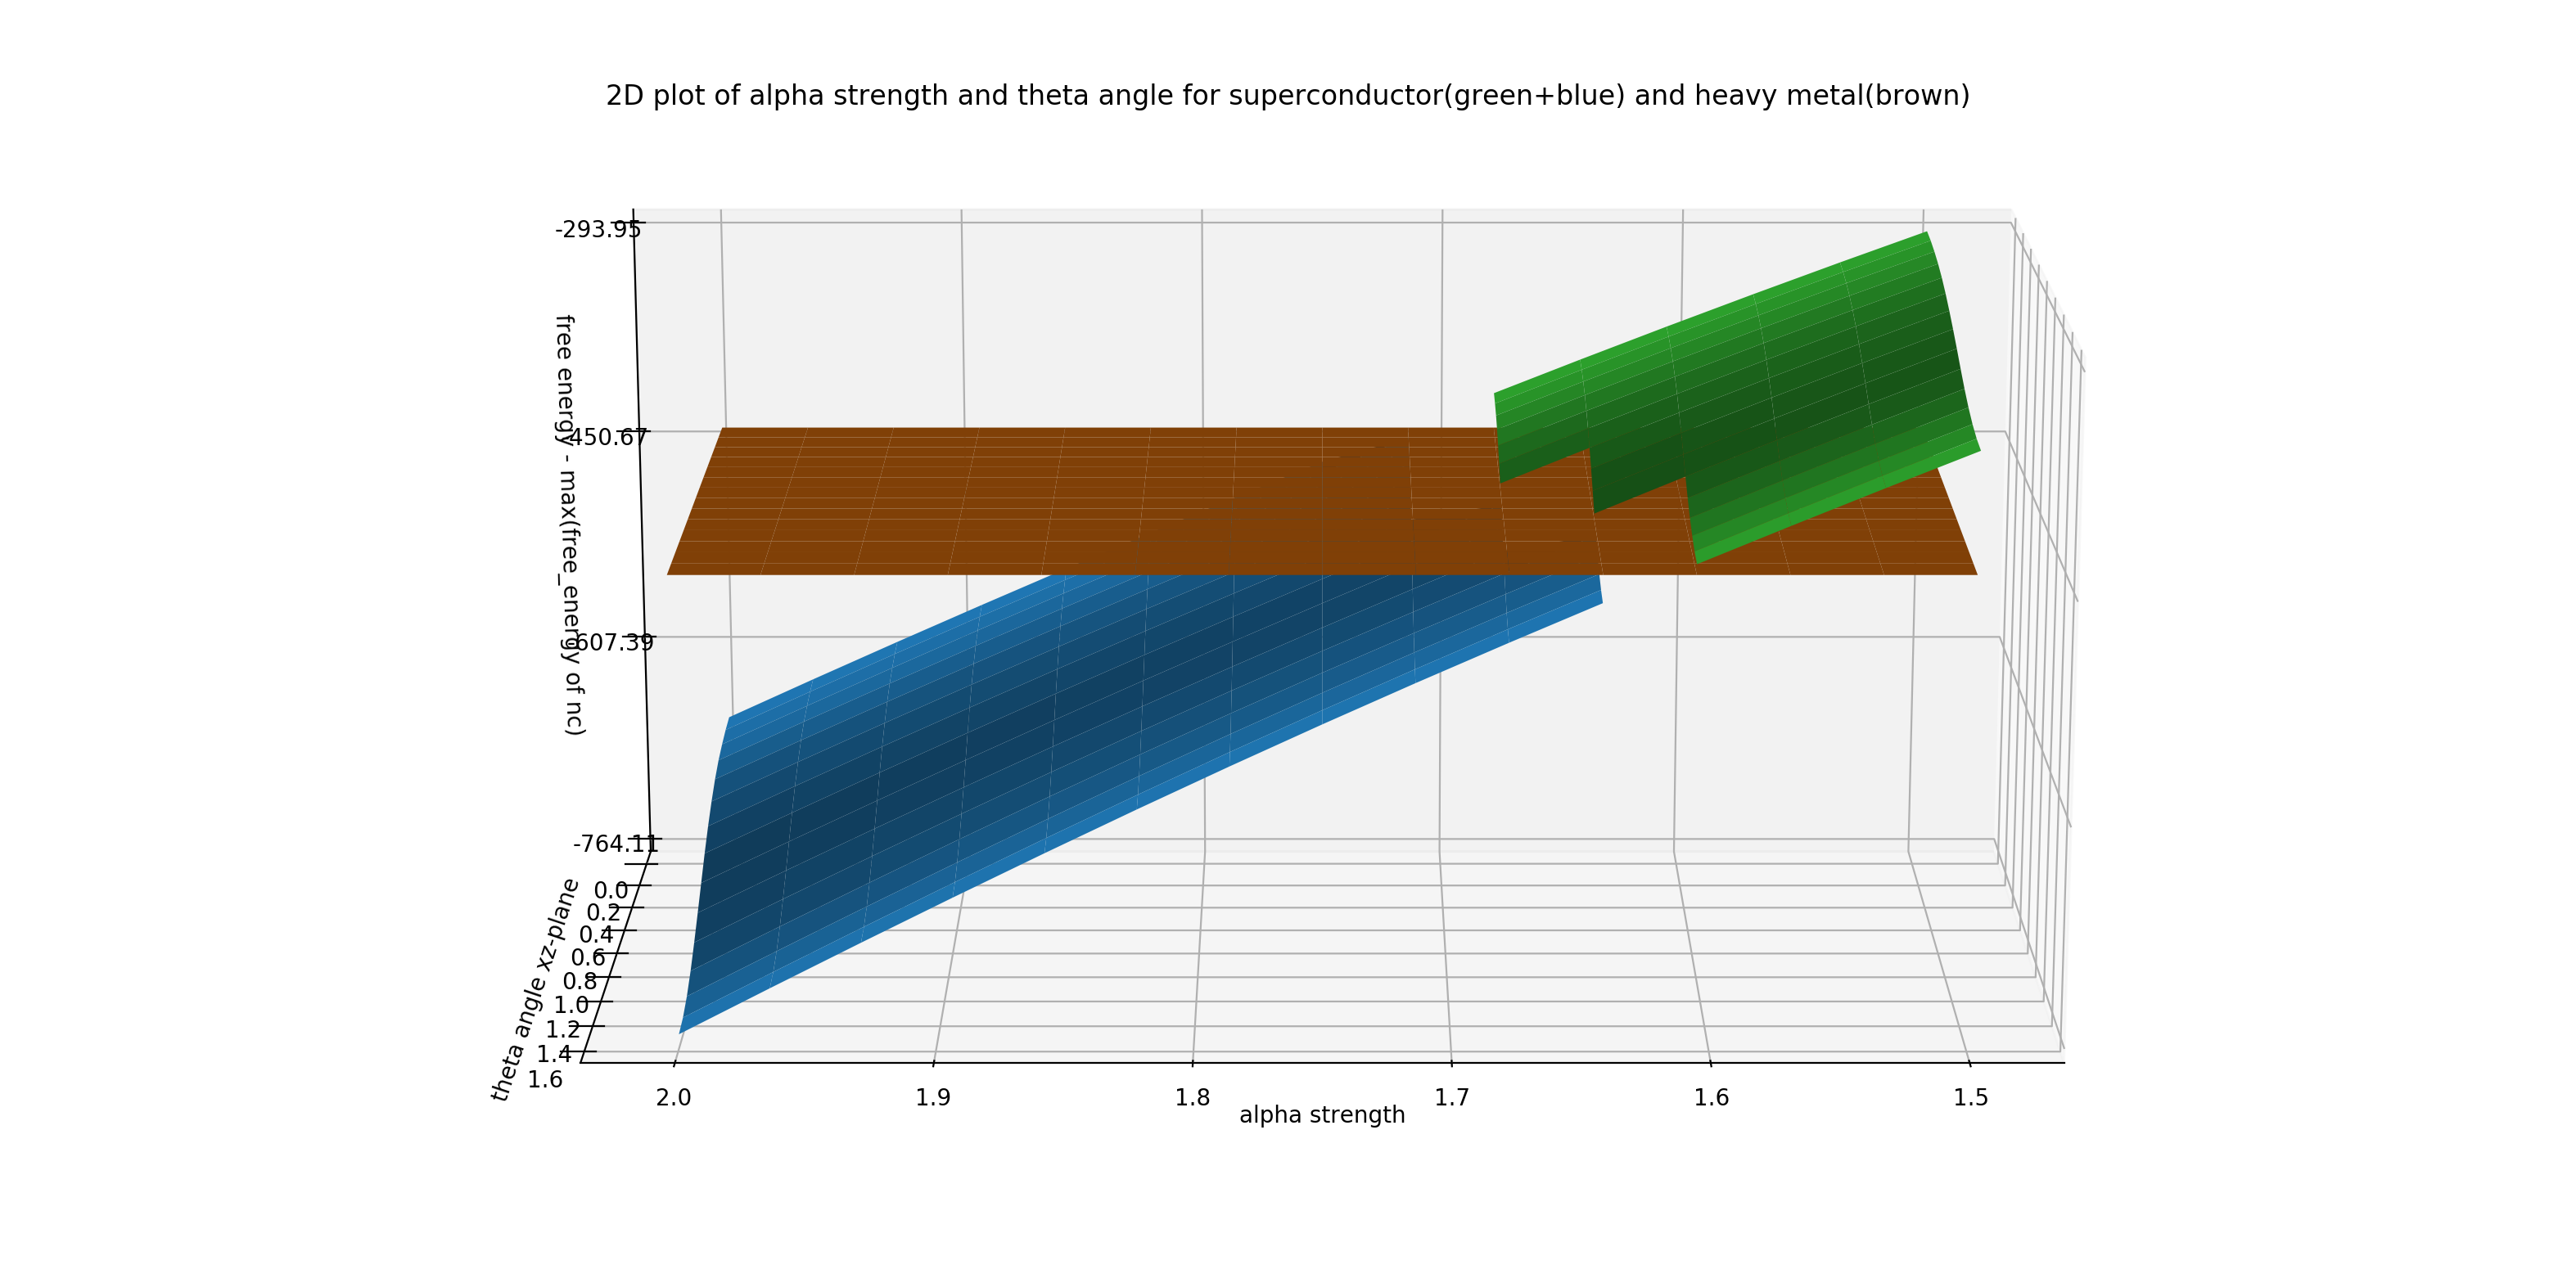 2D plot of alpha strength and theta angle for superconductor(green+blue) and heavy metal(brown)
-293.95
-450.67
-607.39
-764.11
free energy - max(free_energy of nc)
0.0
0.2
0.4
0.6
0.8
1.0
1.2
1.4
1.6
theta angle xz-plane
2.0 1.9 1.8 1.7 1.6 1.5
alpha strength